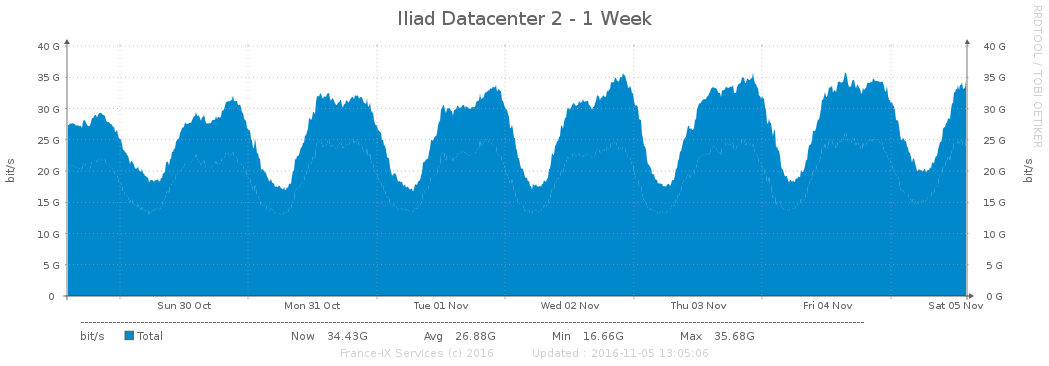 Iliad Datacenter 2 - 1 Week
RRDTOOL / TOBI OETIKER
40 G 40 G
35 G 35 G
30 G 30 G
25 G 25 G
20 G 20 G
15 G 15 G
10 G 10 G
5 G 5 G
0 0 G
bit/s bit/s
Sun 30 Oct Mon 31 Oct Tue 01 Nov Wed 02 Nov Thu 03 Nov Fri 04 Nov Sat 05 Nov
bit/s Total Now 34.43G Avg 26.88G Min 16.66G Max 35.68G
France-IX Services (c) 2016 Updated : 2016-11-05 13:05:06